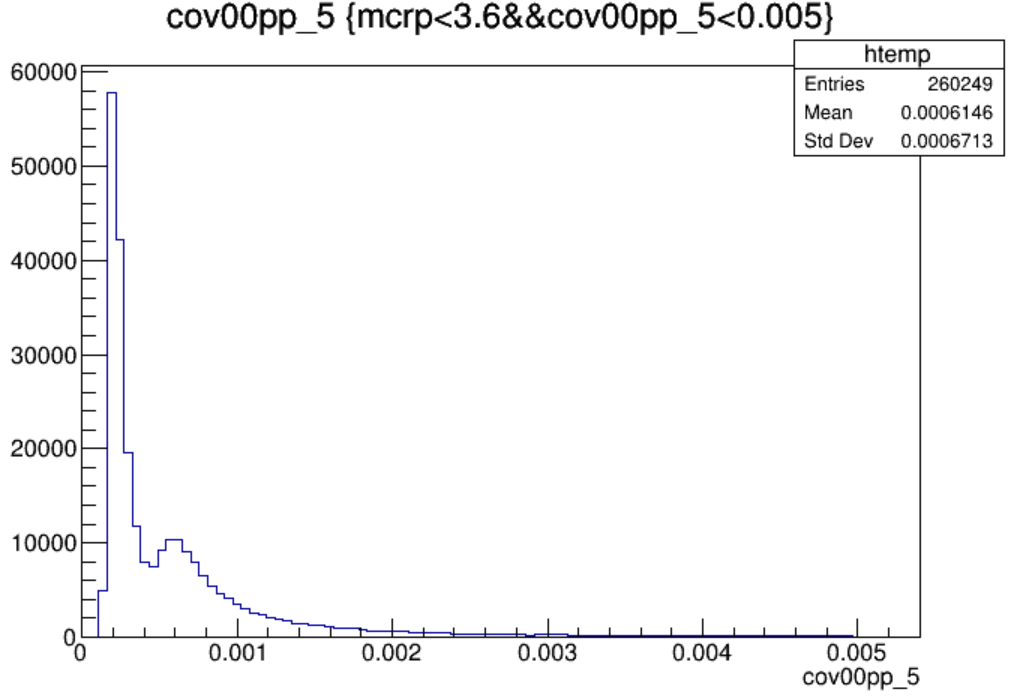 cov00pp_5 {mcrp<3.6&&cov00pp_5<0.005}
htemp
Entries 260249
Mean 0.0006146
Std Dev 0.0006713
60000
50000
40000
30000
20000
10000
0
0 0.001 0.002 0.003 0.004 0.005
cov00pp_5